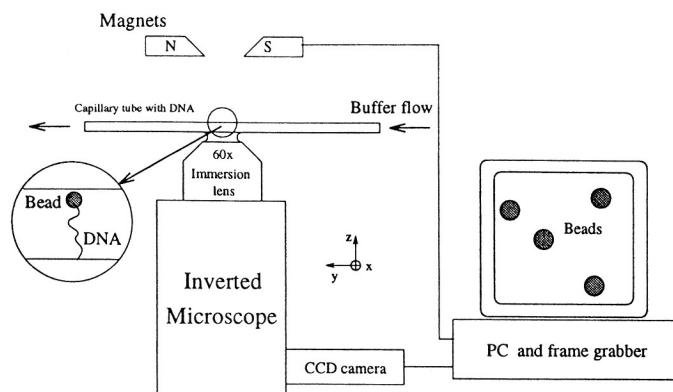 Magnets
N
S
Capillary tube with DNA
Buffer flow
60x
Immersion
lens
Bead
DNA
Beads
z
y
x
Inverted
Microscope
CCD camera
PC and frame grabber